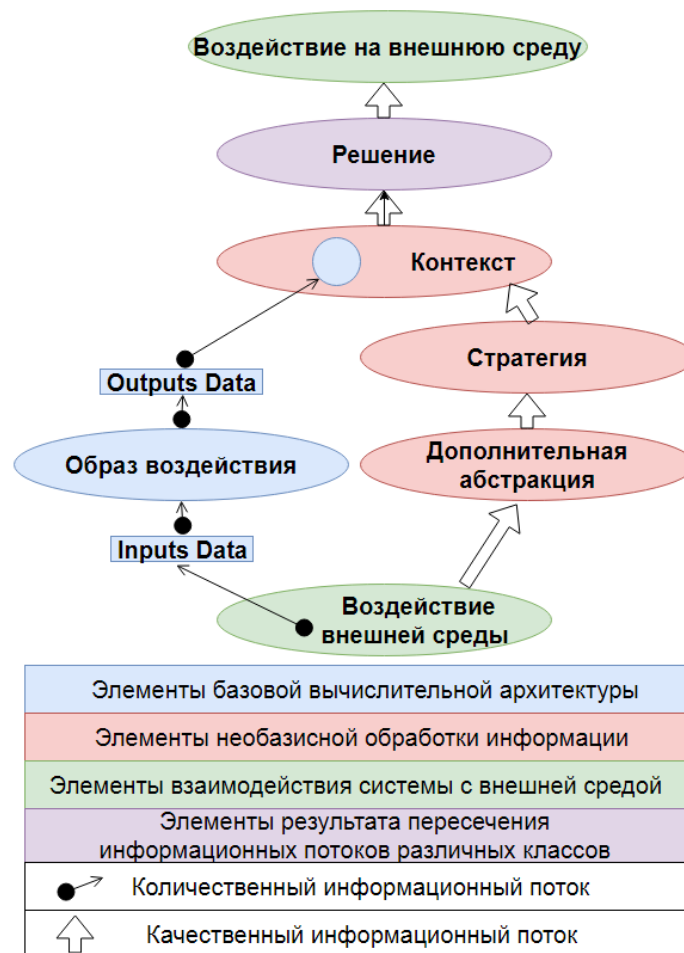 Воздействие на внешнюю среду
Решение
Контекст
Стратегия
Outputs Data
Образ воздействия
Дополнительная
абстракция
Inputs Data
Воздействие
внешней среды
Элементы базовой вычислительной архитектуры
Элементы необазисной обработки информации
Элементы взаимодействия системы с внешней средой
Элементы результата пересечения
информационных потоков различных классов
Количественный информационный поток
Качественный информационный поток